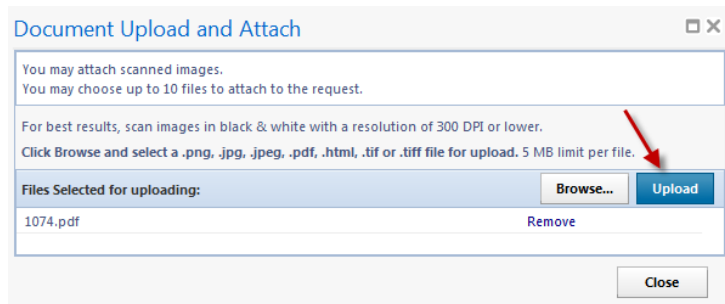 Document Upload and Attach
You may attach scanned images.
You may choose up to 10 files to attach to the request.
For best results, scan images in black & white with a resolution of 300 DPI or lower.
Click Browse and select a .png, .jpg, .jpeg, .pdf, .html, .tif or .tiff file for upload. 5 MB limit per file.
Files Selected for uploading: Browse... Upload
1074.pdf Remove
Close